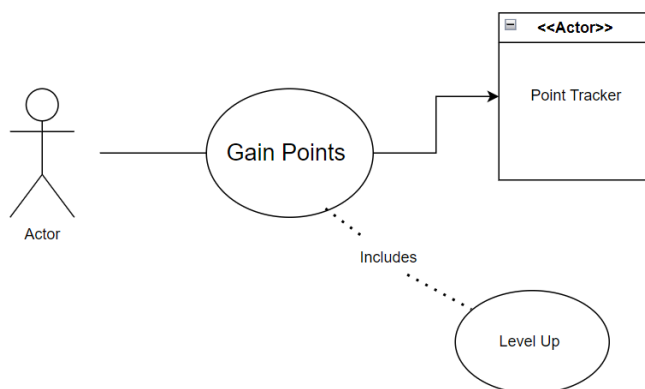 <<Actor>>
Point Tracker
Gain Points
Actor
Includes
Level Up